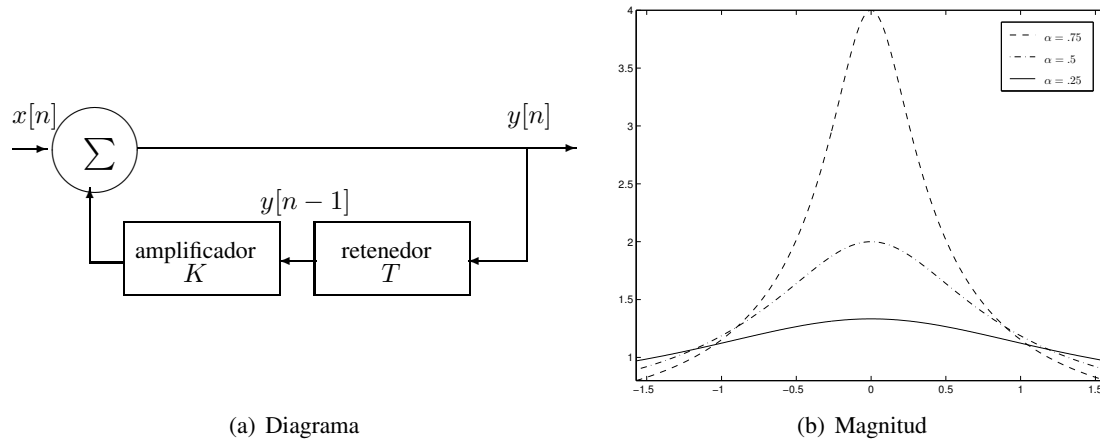 x[n]
y[n]
∑
y[n − 1]
amplificador
K
retenedor
T
(a) Diagrama
4
3.5
3
2.5
2
1.5
1
−1.5
−1
−0.5
0
0.5
1
1.5
α = .75
α = .5
α = .25
(b) Magnitud